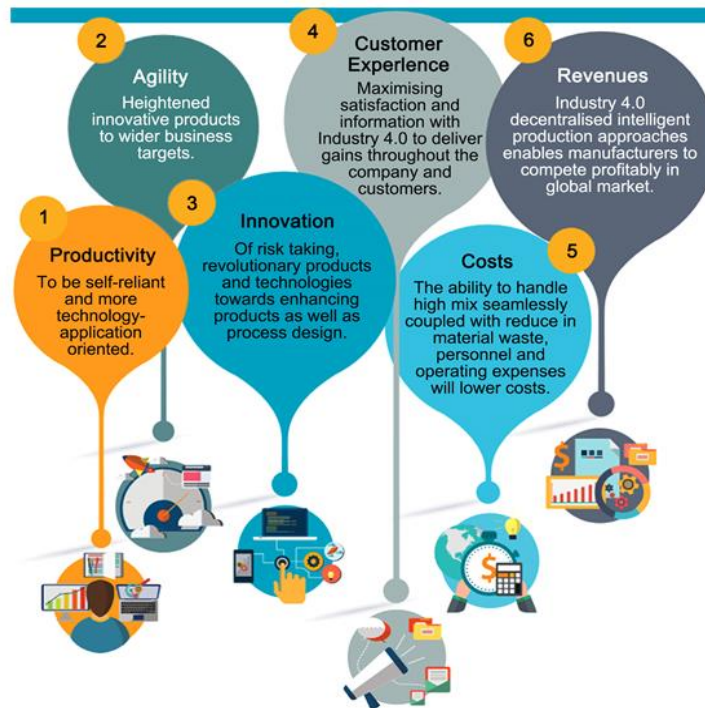 1
Productivity
To be self-reliant and more
technology-
application
oriented.
2
Agility
Heightened
innovative products
to wider business
targets.
3
Innovation
Of risk taking,
revolutionary products
and technologies
towards enhancing
products as well as
process design.
4
Customer
Experlence
Maximising
satisfaction and
information with
Industry 4.0 to deliver
gains throughout the
company and
customers.
5
Costs
The ability to handle
high mix seamlessly
coupled with reduce in
material waste,
personnel and
operating expenses
will lower costs.
6
Revenues
Industry 4.0
decentralised intelligent
production approaches
enables manufacturers to
compete profitably in
global market.